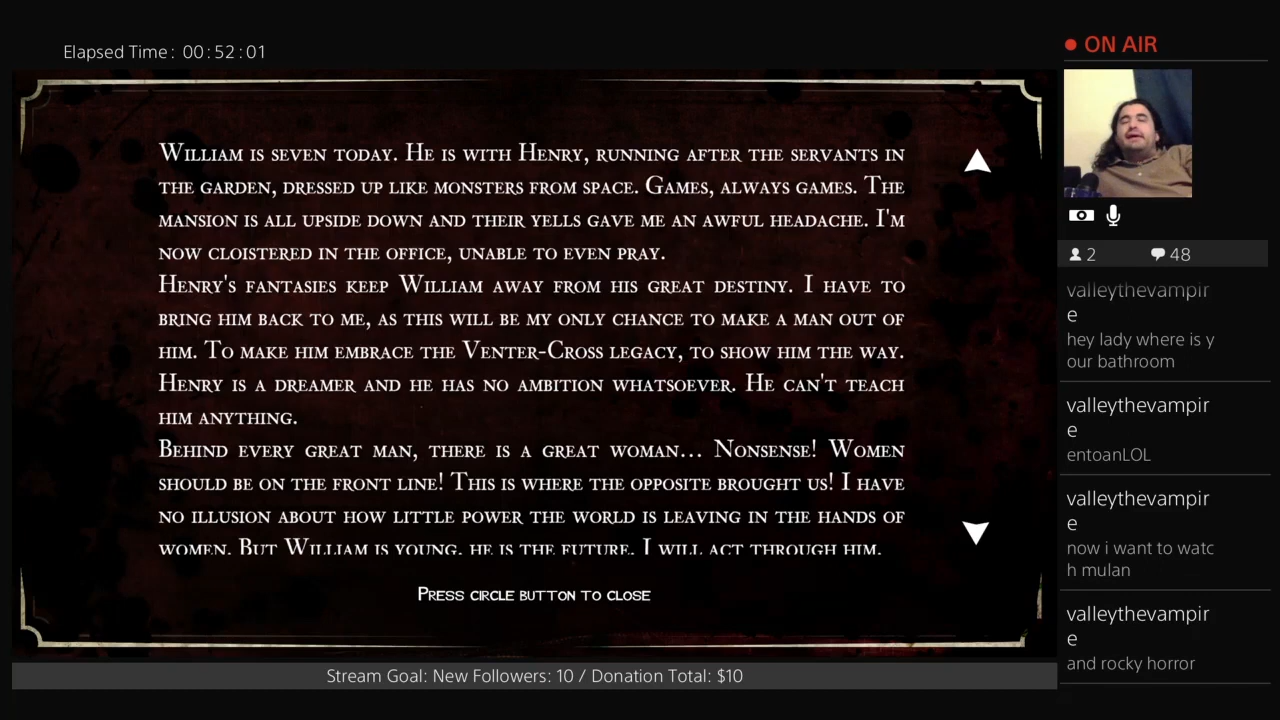 Elapsed Time: 00:52:01
ON AIR
William is seven today. He is with Henry, running after the servants in
the garden, dressed up like monsters from space. Games, always games. The
mansion is all upside down and their yells gave me an awful headache. I'm
now cloistered in the office, unable to even pray.
Henry's fantasies keep William away from his great destiny. I have to
bring him back to me, as this will be my only chance to make a man out of
him. To make him embrace the Venter-Cross legacy, to show him the way.
Henry is a dreamer and he has no ambition whatsoever. He can't teach
him anything.
Behind every great man, there is a great woman... Nonsense! Women
should be on the front line! This is where the opposite brought us! I have
no illusion about how little power the world is leaving in the hands of
women. But William is young, he is the future. I will act through him.
Press circle button to close
Stream Goal: New Followers: 10 / Donation Total: $10
2 48
valleythevampir
e
hey lady where is y
our bathroom
valleythevampir
e
entoanLOL
valleythevampir
e
now i want to watc
h mulan
valleythevampir
e
and rocky horror